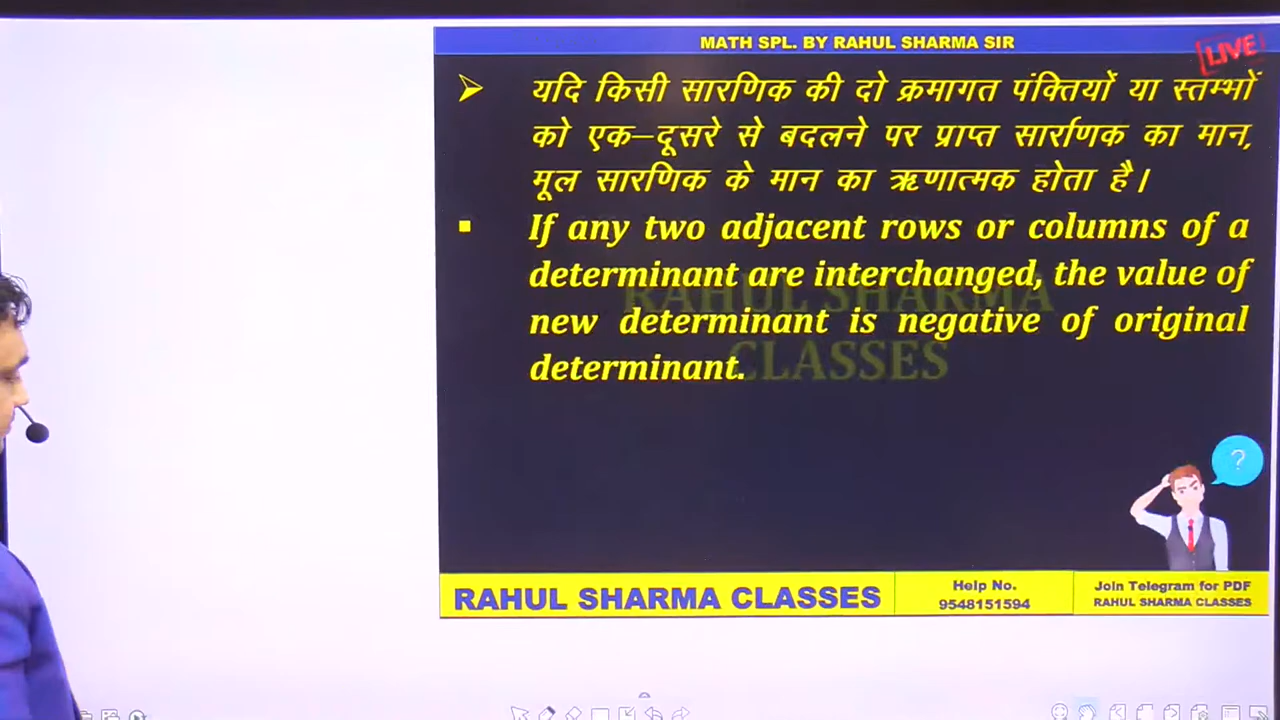 MATH SPL. BY RAHUL SHARMA SIR
LIVE
यदि किसी सारणिक की दो क्रमागत पंक्तियों या स्तम्भों
को एक–दूसरे से बदलने पर प्राप्त सार्राणक का मान,
मूल सारणिक के मान का ऋणात्मक होता है।
If any two adjacent rows or columns of a
determinant are interchanged, the value of
new determinant is negative of original
determinant.
RAHUL SHARMA
CLASSES
?
RAHUL SHARMA CLASSES
Help No.
9548151594
Join Telegram for PDF
RAHUL SHARMA CLASSES